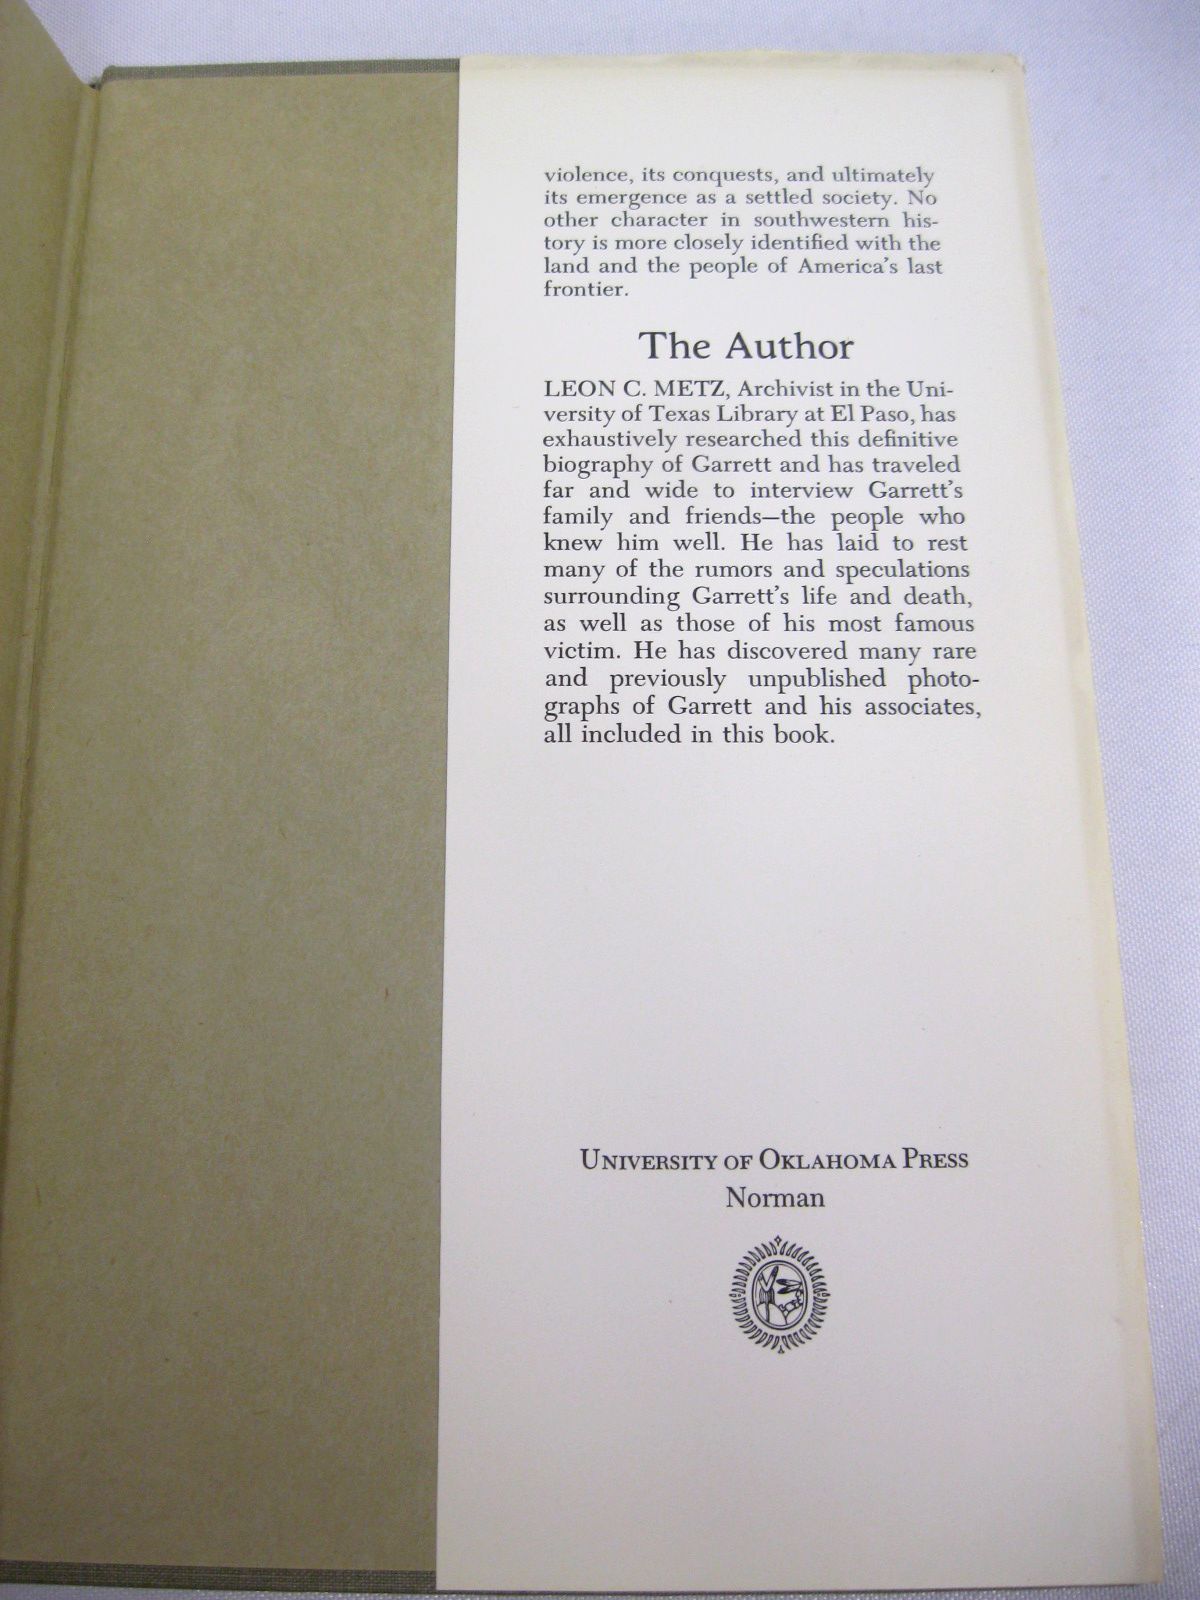 violence, its conquests, and ultimately
its emergence as a settled society. No
other character in southwestern his-
tory is more closely identified with the
land and the people of America's last
frontier.
The Author
LEON C. METZ, Archivist in the Uni-
versity of Texas Library at El Paso, has
exhaustively researched this definitive
biography of Garrett and has traveled
far and wide to interview Garrett's
family and friends—the people who
knew him well. He has laid to rest
many of the rumors and speculations
surrounding Garrett's life and death,
as well as those of his most famous
victim. He has discovered many rare
and previously unpublished photo-
graphs of Garrett and his associates,
all included in this book.
UNIVERSITY OF OKLAHOMA PRESS
Norman